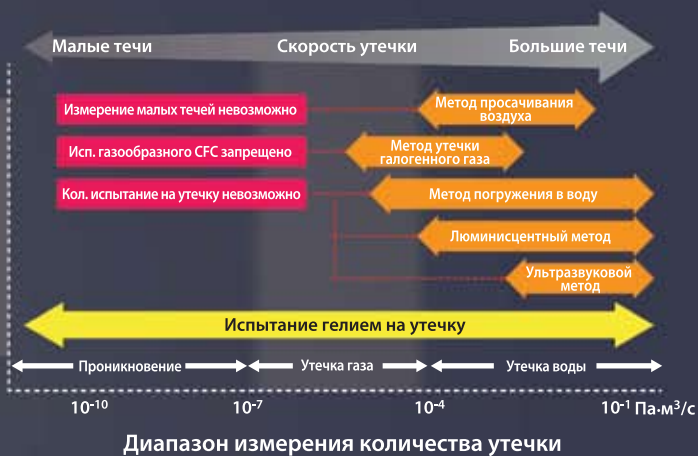 Малые течи Скорость утечки Большие течи
Измерение малых течей невозможно
Метод просачивания
воздуха
Исп. газообразного CFC запрещено
Метод утечки
галогенного газа
Кол. испытание на утечку невозможно
Метод погружения в воду
Люминисцентный метод
Ультразвуковой
метод
Испытание гелием на утечку
Проникновение Утечка газа Утечка воды
10⁻¹⁰ 10⁻⁷ 10⁻⁴ 10⁻¹ Па·м³/с
Диапазон измерения количества утечки